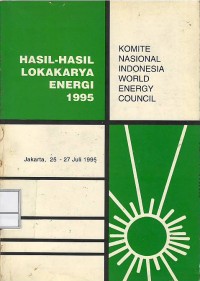 HASIL-HASIL
LOKAKARYA
ENERGI
1995
KOMITE
NASIONAL
INDONESIA
WORLD
ENERGY
COUNCIL
Jakarta, 25 - 27 Juli 1995